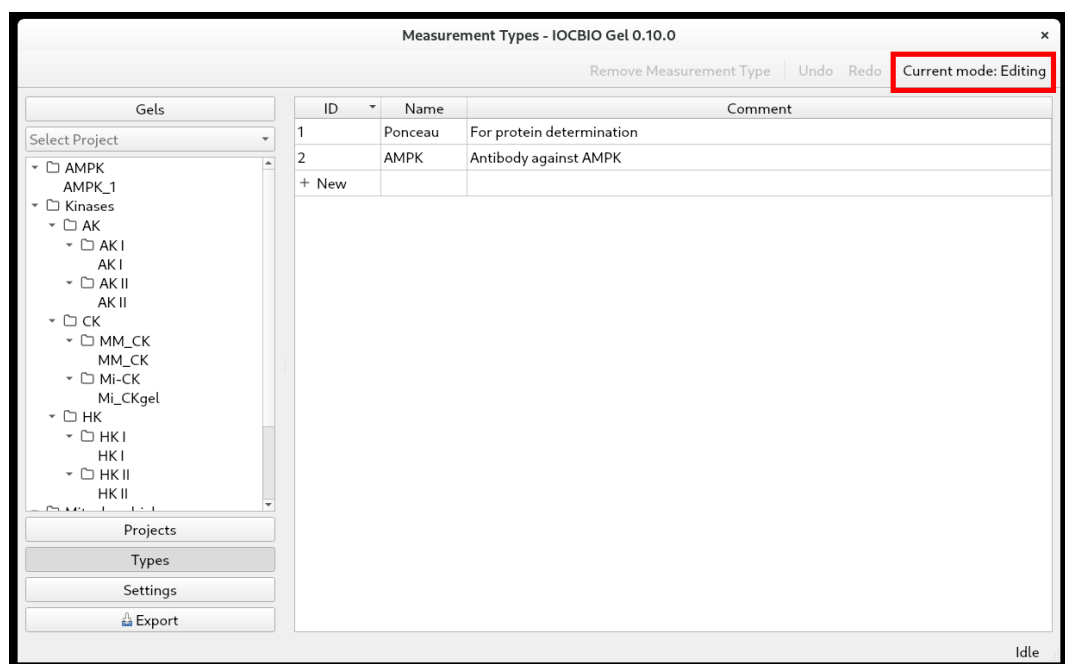 Measurement Types - IOCBIO Gel 0.10.0 ×
Remove Measurement Type Undo Redo Current mode: Editing
Gels
Select Project
AMPK
AMPK_1
Kinases
AK
AK I
AK I
AK II
AK II
CK
MM_CK
MM_CK
Mi-CK
Mi_CKgel
HK
HK I
HK I
HK II
HK II
Projects
Types
Settings
Export
ID Name Comment
1 Ponceau For protein determination
2 AMPK Antibody against AMPK
+ New
Idle